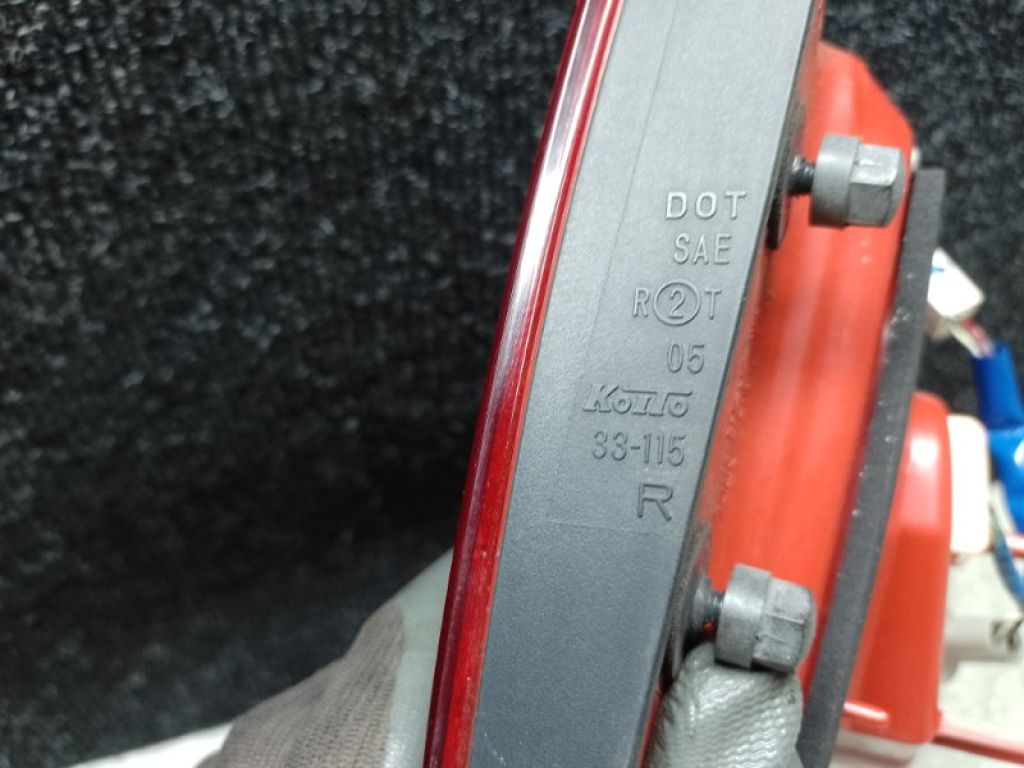 DOT
SAE
R②T
05
KOITO
33-115
R